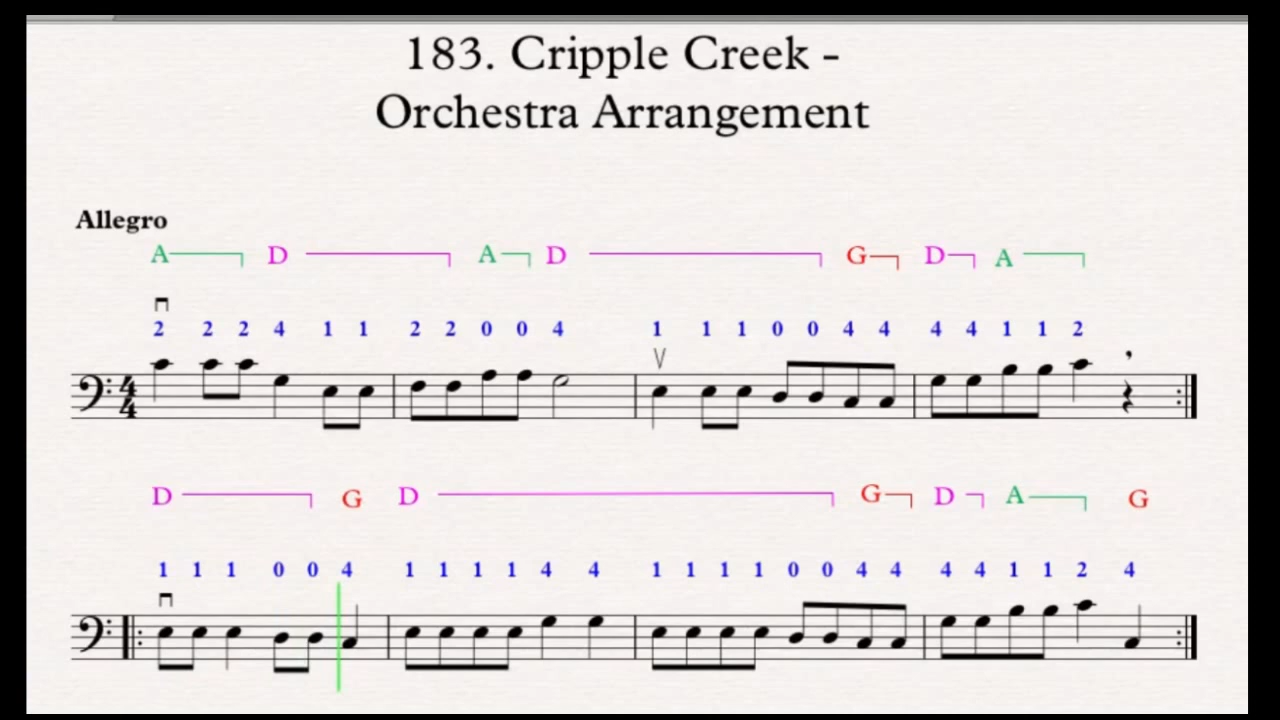 183. Cripple Creek -
Orchestra Arrangement
Allegro
A D A D G D A
2 2 2 4 1 1 2 2 0 0 4 1 1 1 0 0 4 4 4 4 1 1 2
4
4
D G D G D A G
1 1 1 0 0 4 1 1 1 1 4 4 1 1 1 1 0 0 4 4 4 4 1 1 2 4